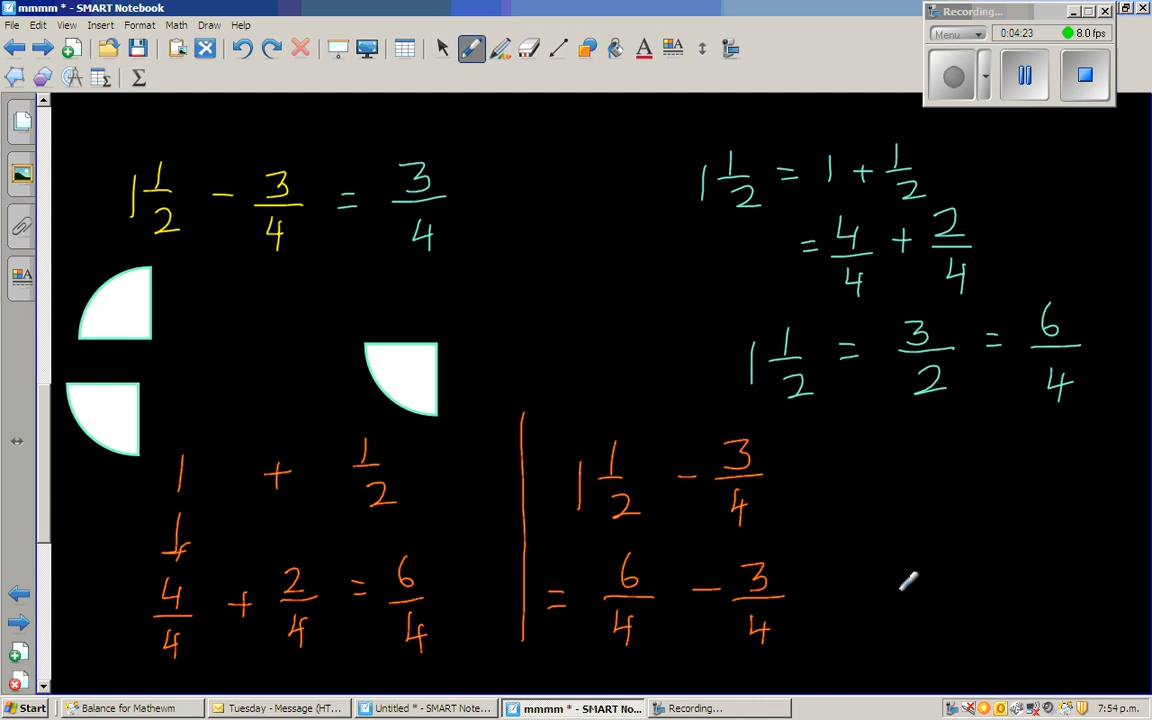 mmmm * - SMART Notebook
File Edit View Insert Format Math Draw Help
Recording...
Menu 0:04:23 8.0 fps
1 1/2 - 3/4 = 3/4
1 1/2 = 1 + 1/2
= 4/4 + 2/4
1 1/2 = 3/2 = 6/4
1 + 1/2
1
4/4 + 2/4 = 6/4
1 1/2 - 3/4
= 6/4 - 3/4
Start Balance for Mathewm Tuesday - Message (HT... Untitled * - SMART Note... mmmm * - SMART No... Recording... 7:54 p.m.